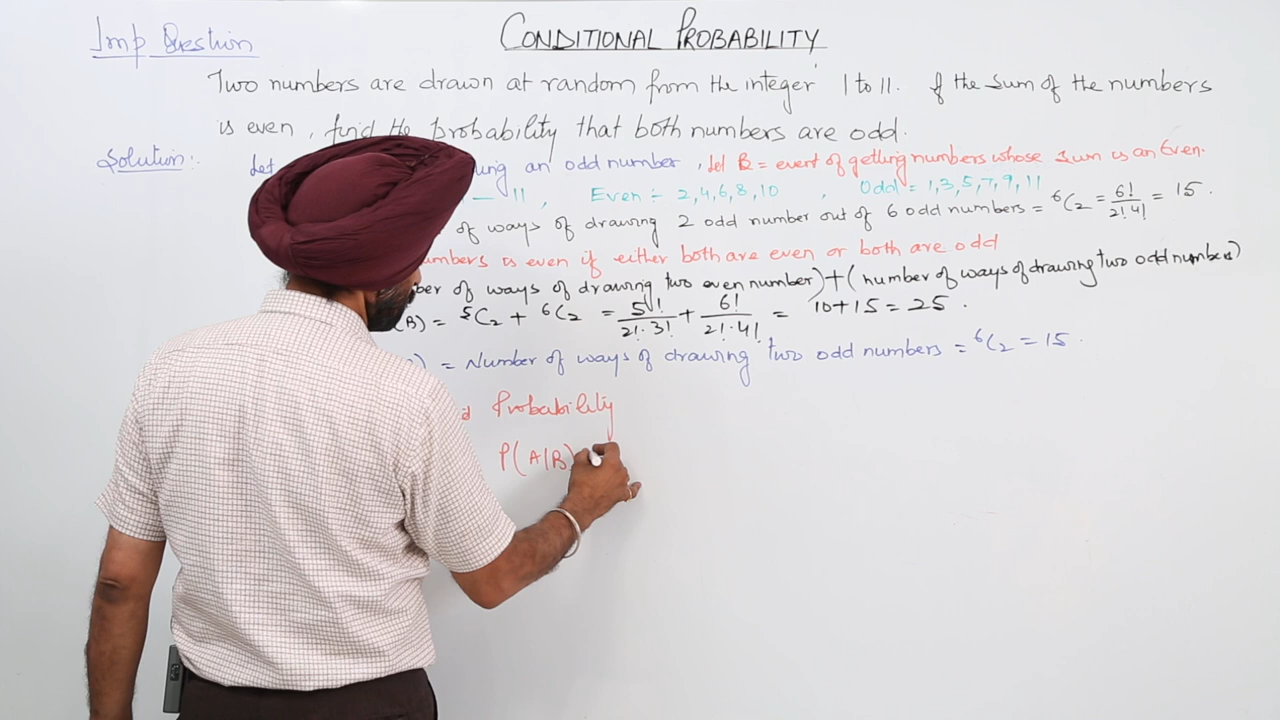 Imp Question
CONDITIONAL PROBABILITY
Two numbers are drawn at random from the integer 1 to 11. If the sum of the numbers
is even, find the probability that both numbers are odd.
Solution:. Let an odd number, Let B = event of getting numbers whose sum is an Even.
— 11, Even :- 2,4,6,8,10, Odd = 1,3,5,7,9,11
of ways of drawing 2 odd number out of 6 odd numbers = ⁶C₂ = 6!/2!4! = 15.
is even if either both are even or both are odd
of ways of drawing two even number) + (number of ways of drawing two odd numbers)
(B) = ⁵C₂ + ⁶C₂ = 5!/2!·3! + 6!/2!·4! = 10+15 = 25.
) = Number of ways of drawing two odd numbers = ⁶C₂ = 15.
Probability
P(A/B)